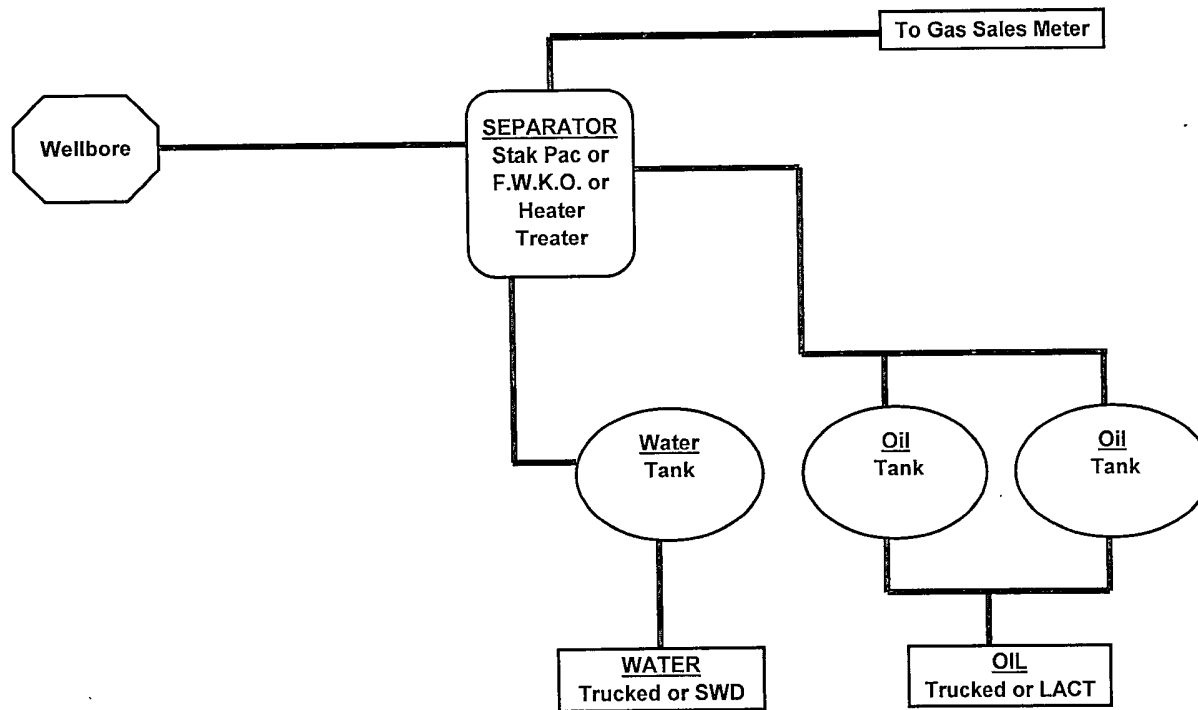 To Gas Sales Meter
Wellbore
SEPARATOR
Stak Pac or
F.W.K.O. or
Heater
Treater
Water
Tank
Oil
Tank
Oil
Tank
WATER
Trucked or SWD
OIL
Trucked or LACT